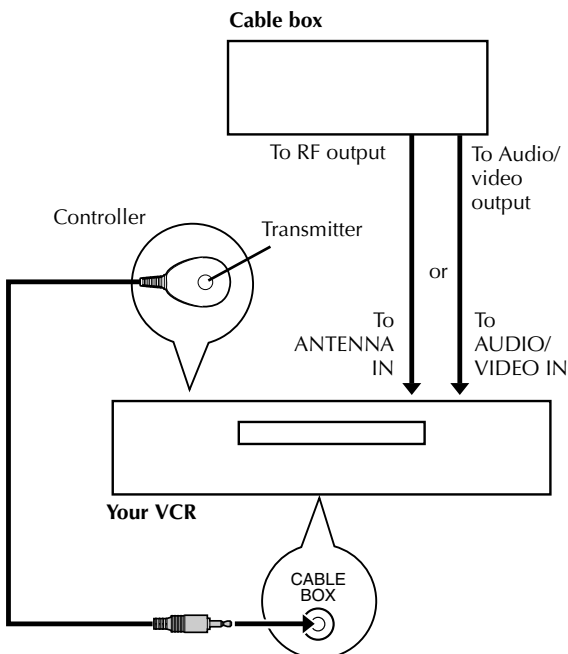 Cable box
To RF output
To Audio/
video
output
Controller
Transmitter
or
To
ANTENNA
IN
To
AUDIO/
VIDEO IN
Your VCR
CABLE
BOX